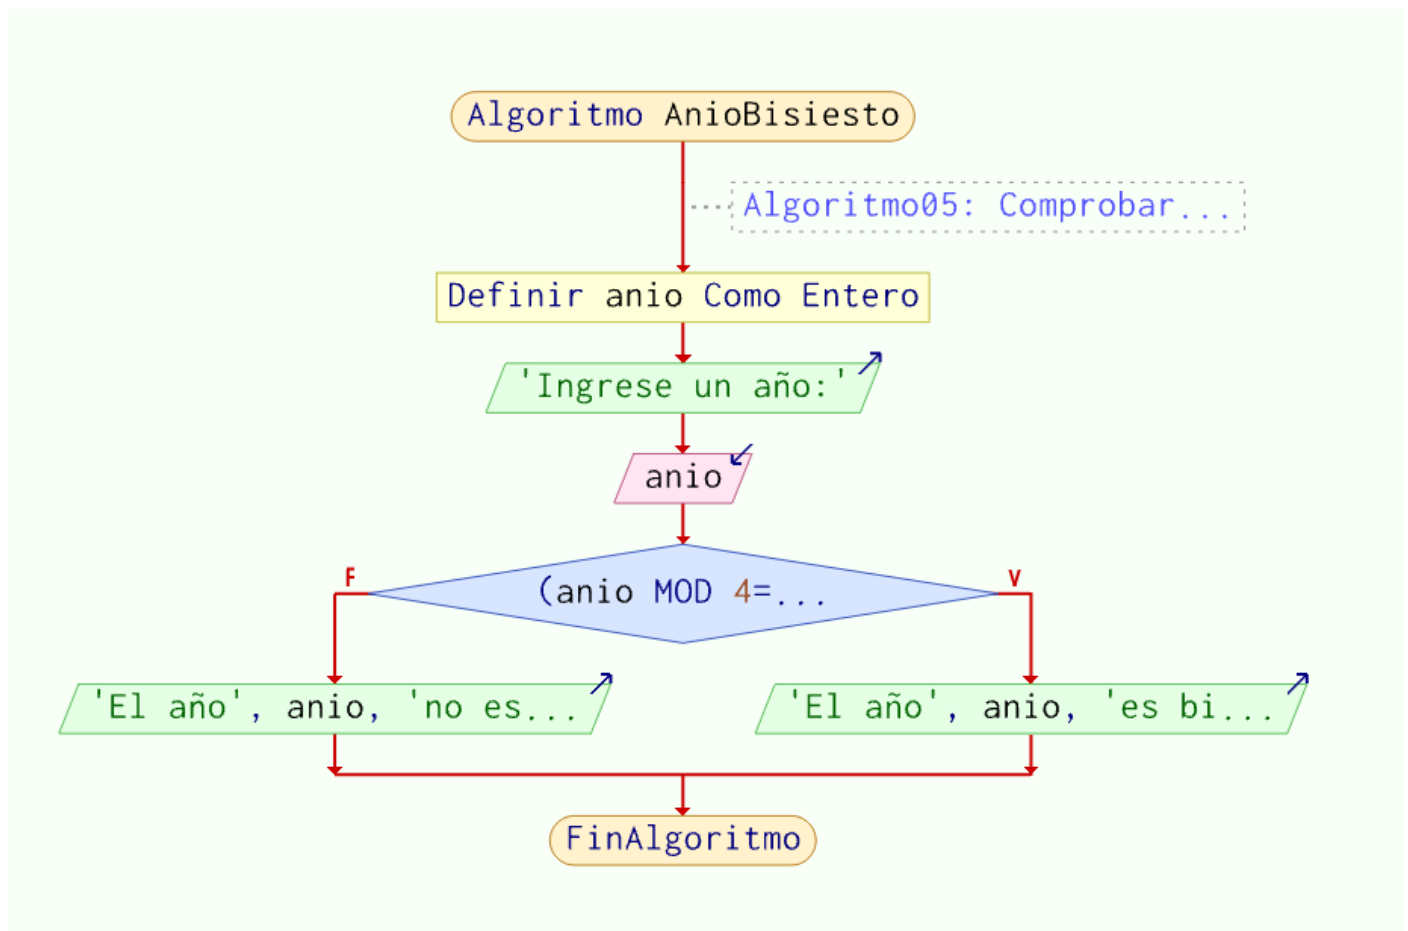 Algoritmo AnioBisiesto
Algoritmo05: Comprobar...
Definir anio Como Entero
'Ingrese un año:'
anio
F
V
(anio MOD 4=...
'El año', anio, 'no es...
'El año', anio, 'es bi...
FinAlgoritmo